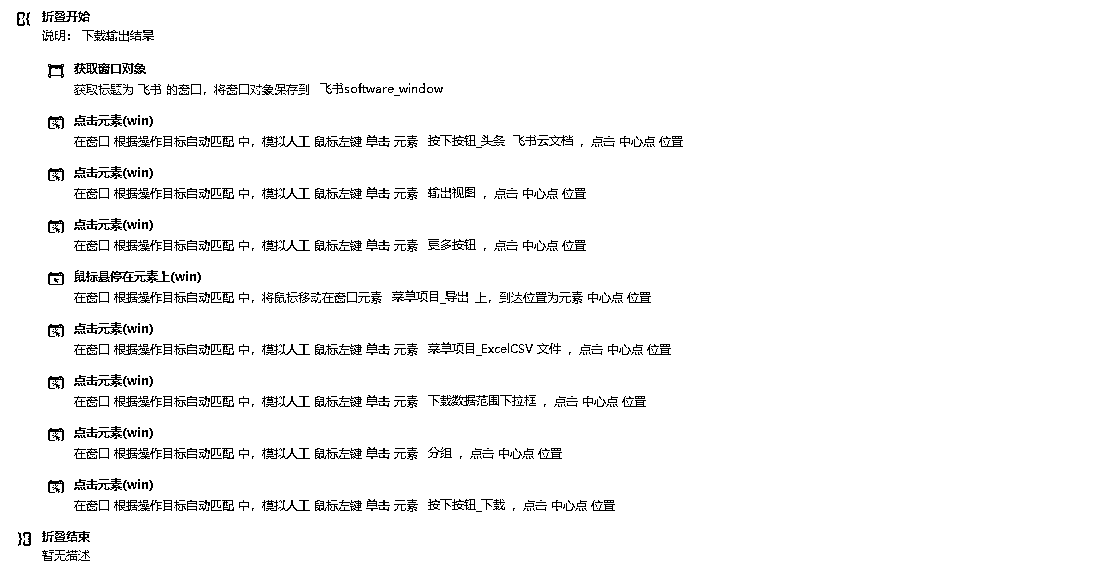 折叠开始
说明： 下载输出结果
获取窗口对象
获取标题为 飞书 的窗口，将窗口对象保存到 飞书software_window
点击元素(win)
在窗口 根据操作目标自动匹配 中，模拟人工 鼠标左键 单击 元素 按下按钮_头条 飞书云文档 ，点击 中心点 位置
点击元素(win)
在窗口 根据操作目标自动匹配 中，模拟人工 鼠标左键 单击 元素 输出视图 ，点击 中心点 位置
点击元素(win)
在窗口 根据操作目标自动匹配 中，模拟人工 鼠标左键 单击 元素 更多按钮 ，点击 中心点 位置
鼠标悬停在元素上(win)
在窗口 根据操作目标自动匹配 中，将鼠标移动在窗口元素 菜单项目_导出 上，到达位置为元素 中心点 位置
点击元素(win)
在窗口 根据操作目标自动匹配 中，模拟人工 鼠标左键 单击 元素 菜单项目_ExcelCSV 文件 ，点击 中心点 位置
点击元素(win)
在窗口 根据操作目标自动匹配 中，模拟人工 鼠标左键 单击 元素 下载数据范围下拉框 ，点击 中心点 位置
点击元素(win)
在窗口 根据操作目标自动匹配 中，模拟人工 鼠标左键 单击 元素 分组 ，点击 中心点 位置
点击元素(win)
在窗口 根据操作目标自动匹配 中，模拟人工 鼠标左键 单击 元素 按下按钮_下载 ，点击 中心点 位置
折叠结束
暂无描述